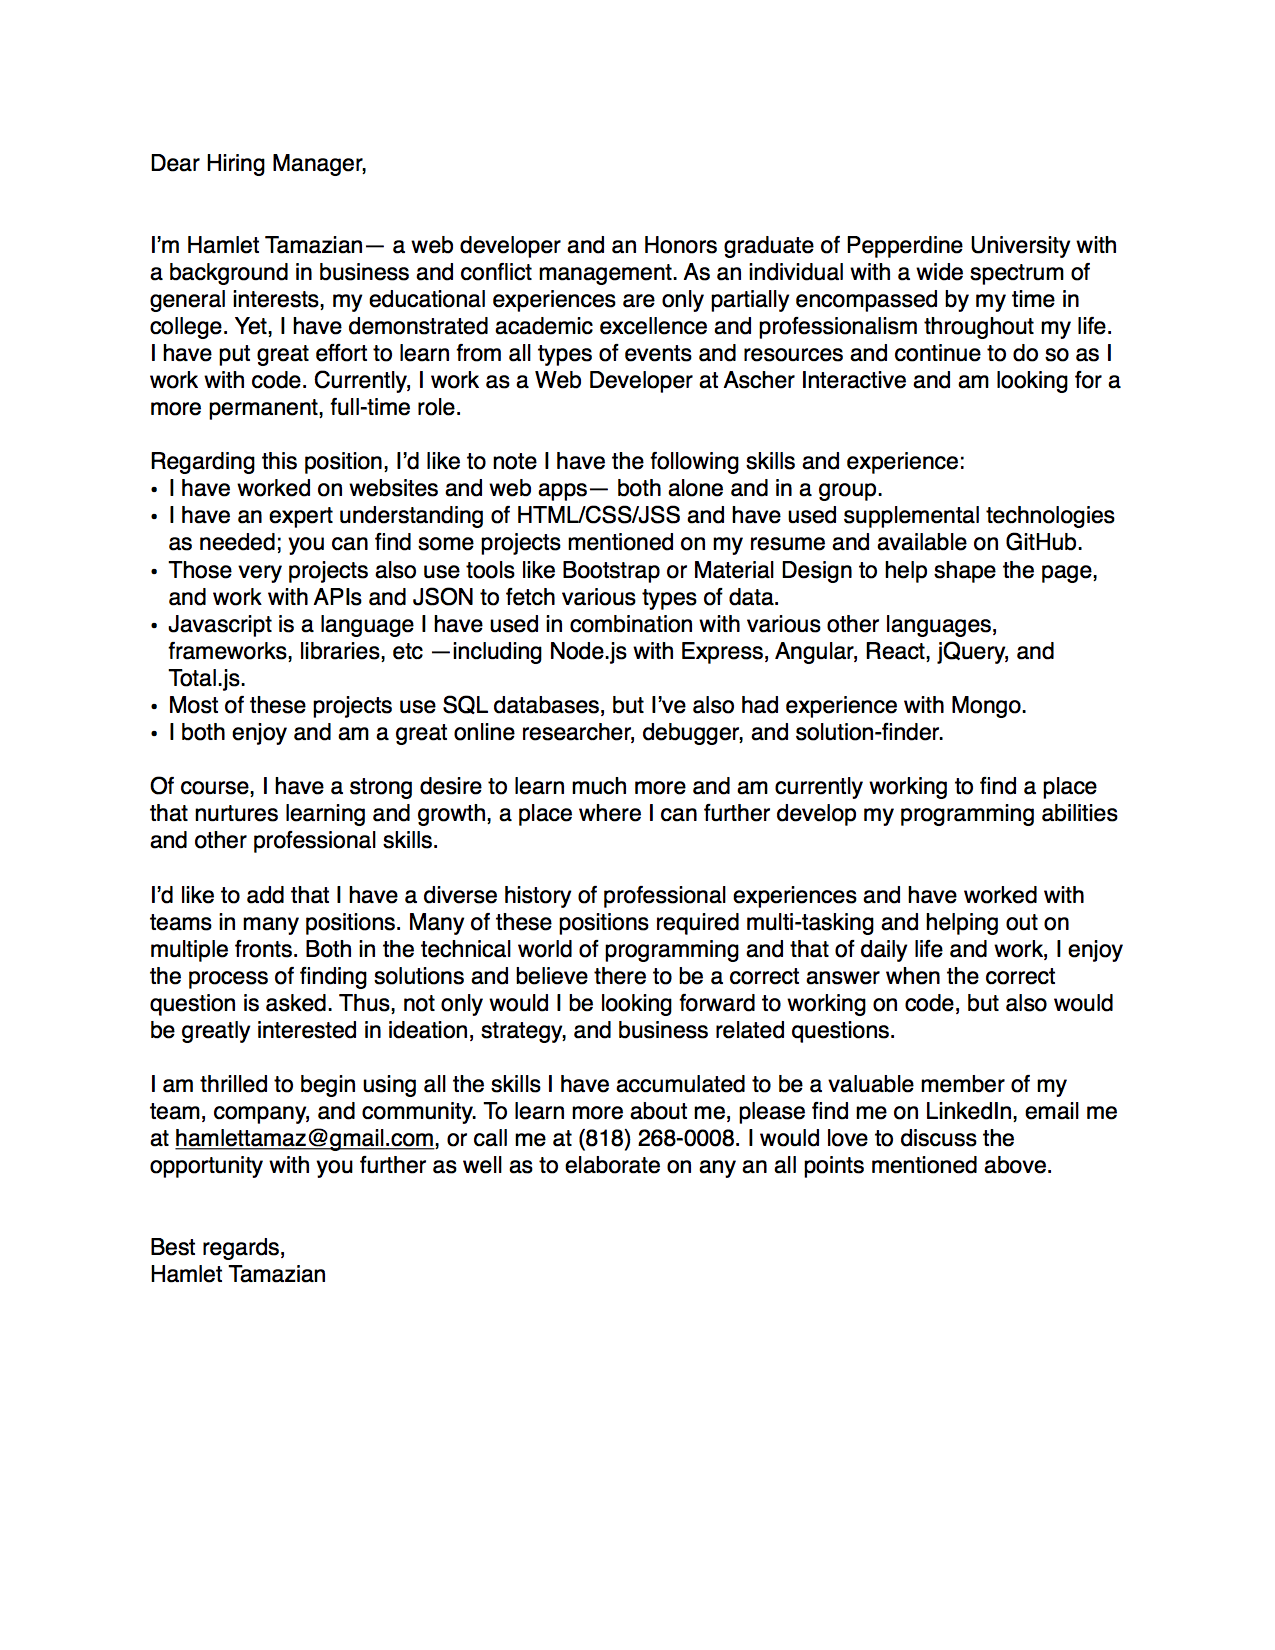 Dear Hiring Manager,
I’m Hamlet Tamazian— a web developer and an Honors graduate of Pepperdine University with
a background in business and conflict management. As an individual with a wide spectrum of
general interests, my educational experiences are only partially encompassed by my time in
college. Yet, I have demonstrated academic excellence and professionalism throughout my life.
I have put great effort to learn from all types of events and resources and continue to do so as I
work with code. Currently, I work as a Web Developer at Ascher Interactive and am looking for a
more permanent, full-time role.
Regarding this position, I’d like to note I have the following skills and experience:
• I have worked on websites and web apps— both alone and in a group.
• I have an expert understanding of HTML/CSS/JSS and have used supplemental technologies
as needed; you can find some projects mentioned on my resume and available on GitHub.
• Those very projects also use tools like Bootstrap or Material Design to help shape the page,
and work with APIs and JSON to fetch various types of data.
• Javascript is a language I have used in combination with various other languages,
frameworks, libraries, etc —including Node.js with Express, Angular, React, jQuery, and
Total.js.
• Most of these projects use SQL databases, but I’ve also had experience with Mongo.
• I both enjoy and am a great online researcher, debugger, and solution-finder.
Of course, I have a strong desire to learn much more and am currently working to find a place
that nurtures learning and growth, a place where I can further develop my programming abilities
and other professional skills.
I’d like to add that I have a diverse history of professional experiences and have worked with
teams in many positions. Many of these positions required multi-tasking and helping out on
multiple fronts. Both in the technical world of programming and that of daily life and work, I enjoy
the process of finding solutions and believe there to be a correct answer when the correct
question is asked. Thus, not only would I be looking forward to working on code, but also would
be greatly interested in ideation, strategy, and business related questions.
I am thrilled to begin using all the skills I have accumulated to be a valuable member of my
team, company, and community. To learn more about me, please find me on LinkedIn, email me
at hamlettamaz@gmail.com, or call me at (818) 268-0008. I would love to discuss the
opportunity with you further as well as to elaborate on any an all points mentioned above.
Best regards,
Hamlet Tamazian